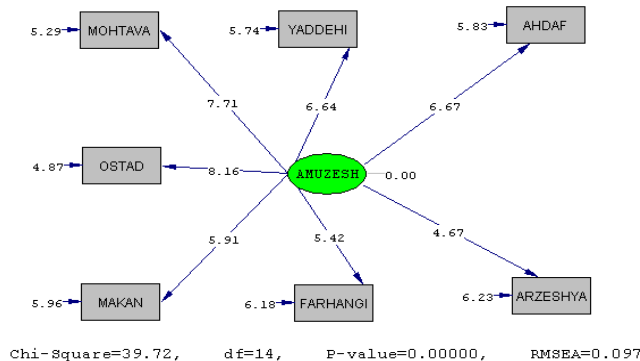 5.29 MOHTAVA
5.74 YADDEHI
5.83 AHDAF
7.71
6.64
6.67
4.87 OSTAD
8.16
AMUZESH
0.00
5.91
5.42
4.67
5.96 MAKAN
6.18 FARHANGI
6.23 ARZESHYA
Chi-Square=39.72, df=14, P-value=0.00000, RMSEA=0.097